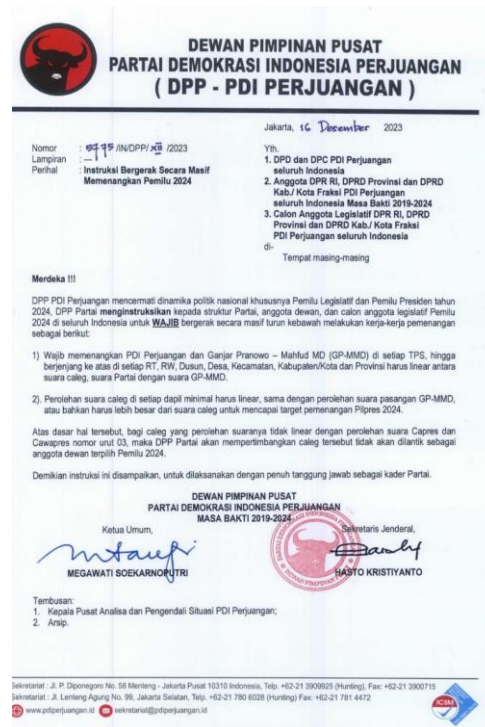 DEWAN PIMPINAN PUSAT
PARTAI DEMOKRASI INDONESIA PERJUANGAN
( DPP - PDI PERJUANGAN )
Jakarta, 16 Desember 2023
Nomor : 5795 /IN/DPP/ XII /2023
Lampiran : —
Perihal : Instruksi Bergerak Secara Masif
Memenangkan Pemilu 2024
Yth.
1. DPD dan DPC PDI Perjuangan
seluruh Indonesia
2. Anggota DPR RI, DPRD Provinsi dan DPRD
Kab./ Kota Fraksi PDI Perjuangan
seluruh Indonesia Masa Bakti 2019-2024
3. Calon Anggota Legislatif DPR RI, DPRD
Provinsi dan DPRD Kab./ Kota Fraksi
PDI Perjuangan seluruh Indonesia
di-
Tempat masing-masing
Merdeka !!!
DPP PDI Perjuangan mencermati dinamika politik nasional khususnya Pemilu Legislatif dan Pemilu Presiden tahun
2024, DPP Partai menginstruksikan kepada struktur Partai, anggota dewan, dan calon anggota legislatif Pemilu
2024 di seluruh Indonesia untuk WAJIB bergerak secara masif turun kebawah melakukan kerja-kerja pemenangan
sebagai berikut:
1) Wajib memenangkan PDI Perjuangan dan Ganjar Pranowo – Mahfud MD (GP-MMD) di setiap TPS, hingga
berjenjang ke atas di setiap RT, RW, Dusun, Desa, Kecamatan, Kabupaten/Kota dan Provinsi harus linear antara
suara caleg, suara Partai dengan suara GP-MMD.
2). Perolehan suara caleg di setiap dapil minimal harus linear, sama dengan perolehan suara pasangan GP-MMD,
atau bahkan harus lebih besar dari suara caleg untuk mencapai target pemenangan Pilpres 2024.
Atas dasar hal tersebut, bagi caleg yang perolehan suaranya tidak linear dengan perolehan suara Capres dan
Cawapres nomor urut 03, maka DPP Partai akan mempertimbangkan caleg tersebut tidak akan dilantik sebagai
anggota dewan terpilih Pemilu 2024.
Demikian instruksi ini disampaikan, untuk dilaksanakan dengan penuh tanggung jawab sebagai kader Partai.
DEWAN PIMPINAN PUSAT
PARTAI DEMOKRASI INDONESIA PERJUANGAN
MASA BAKTI 2019-2024
Ketua Umum,
Sekretaris Jenderal,
MEGAWATI SOEKARNOPUTRI
HASTO KRISTIYANTO
Tembusan:
1. Kepala Pusat Analisa dan Pengendali Situasi PDI Perjuangan;
2. Arsip.
Sekretariat : Jl. P. Diponegoro No. 58 Menteng - Jakarta Pusat 10310 Indonesia, Telp. +62-21 3909925 (Hunting), Fax: +62-21 3900715
Sekretariat : Jl. Lenteng Agung No. 99, Jakarta Selatan, Telp. +62-21 780 6028 (Hunting) Fax: +62-21 781 4472
www.pdiperjuangan.id sekretariat@pdiperjuangan.id
ICSM